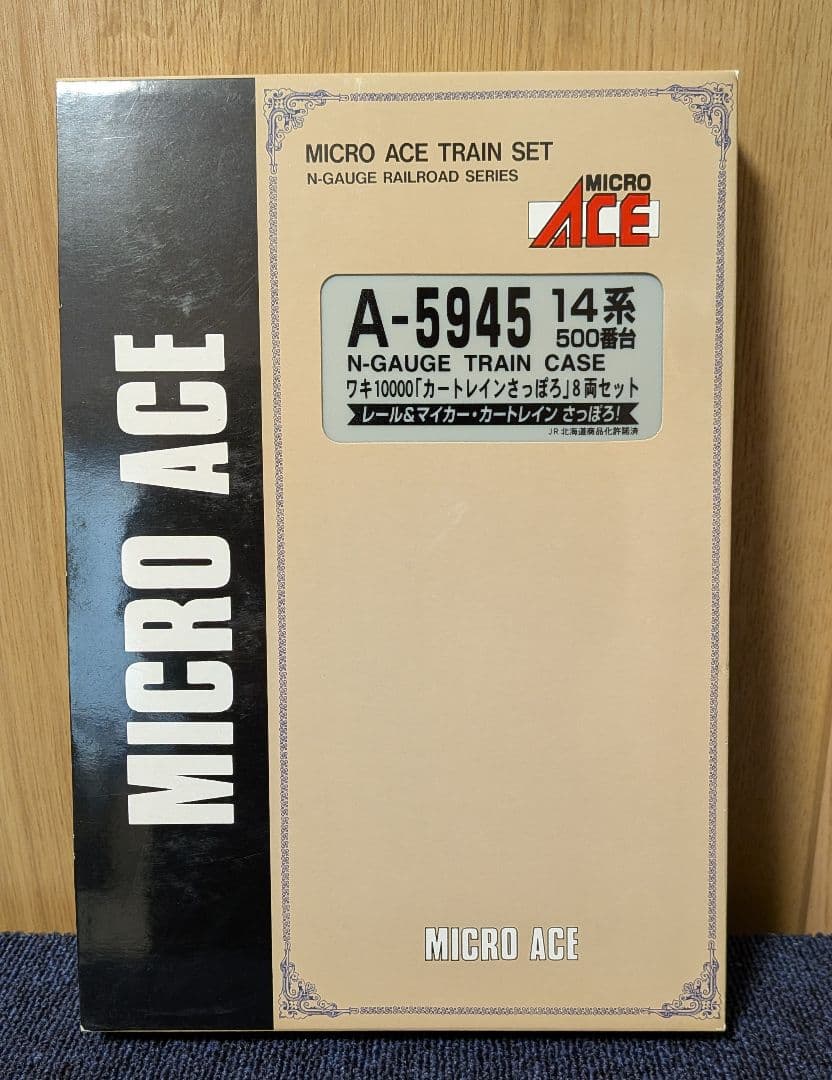 MICRO ACE
MICRO ACE TRAIN SET
N-GAUGE RAILROAD SERIES
MICRO
ACE
A-5945 14系
500番台
N-GAUGE TRAIN CASE
ワキ10000「カートレインさっぽろ」8両セット
レール&マイカー・カートレイン さっぽろ!
JR北海道商品化許諾済
MICRO ACE